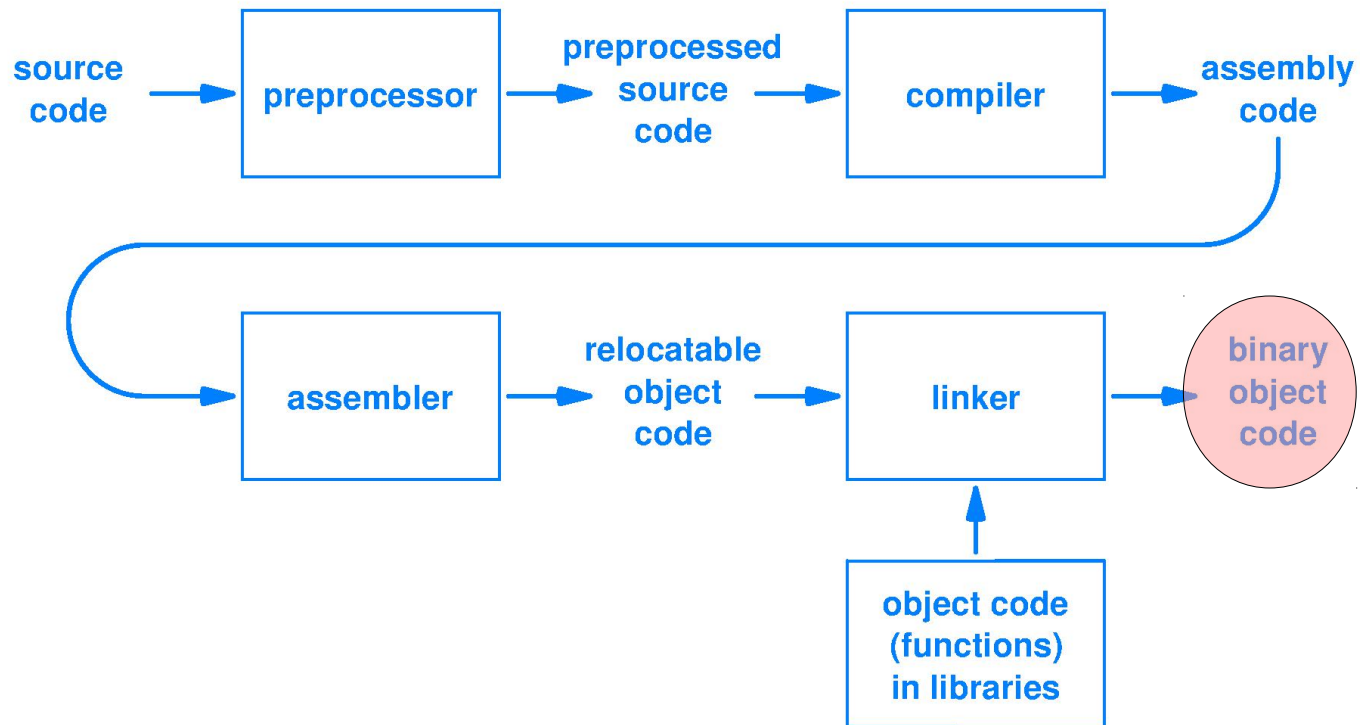 source
code
preprocessor
preprocessed
source
code
compiler
assembly
code
assembler
relocatable
object
code
linker
binary
object
code
object code
(functions)
in libraries